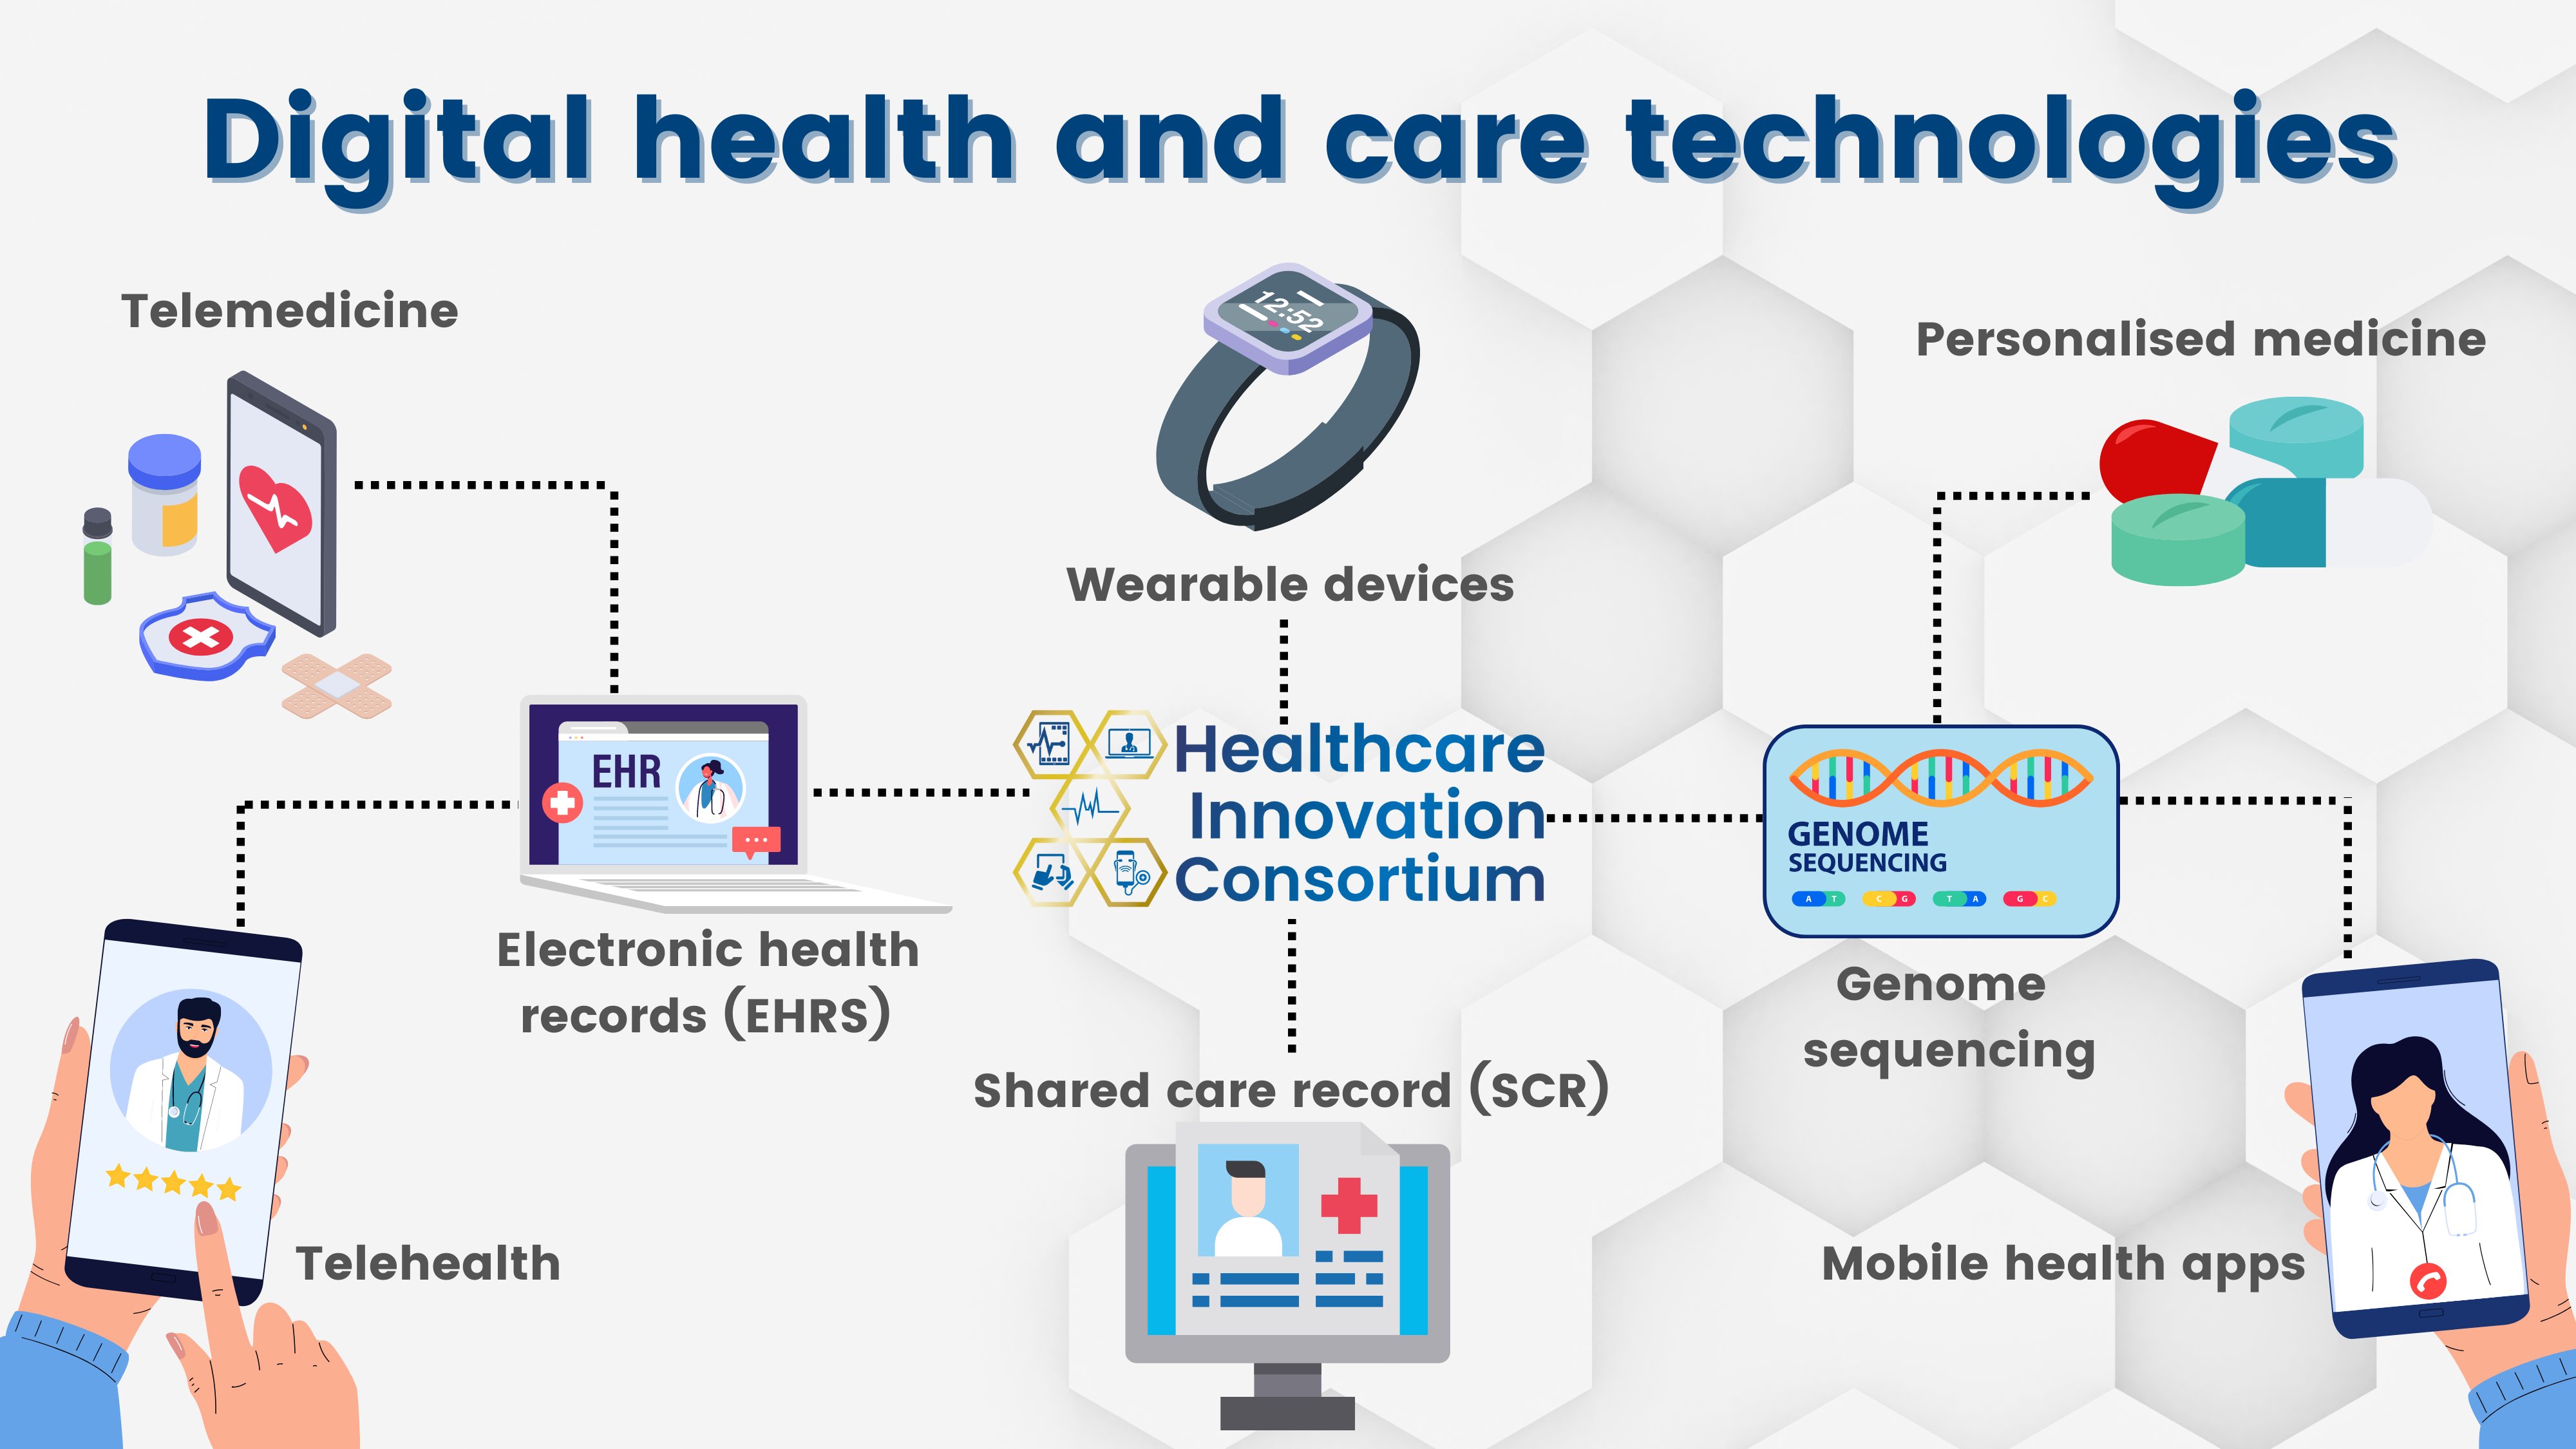 Digital health and care technologies
Telemedicine
12:52
Personalised medicine
Wearable devices
EHR
Healthcare
Innovation
Consortium
GENOME
SEQUENCING
A T C G T A G C
Electronic health
records (EHRS)
Genome
sequencing
Shared care record (SCR)
Telehealth
Mobile health apps